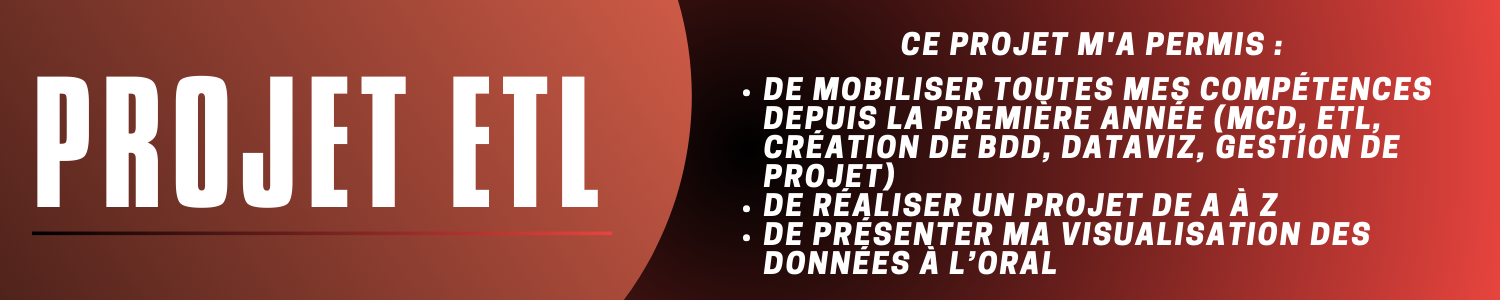 PROJET ETL
CE PROJET M'A PERMIS :
• DE MOBILISER TOUTES MES COMPÉTENCES
DEPUIS LA PREMIÈRE ANNÉE (MCD, ETL,
CRÉATION DE BDD, DATAVIZ, GESTION DE
PROJET)
• DE RÉALISER UN PROJET DE A À Z
• DE PRÉSENTER MA VISUALISATION DES
DONNÉES À L’ORAL